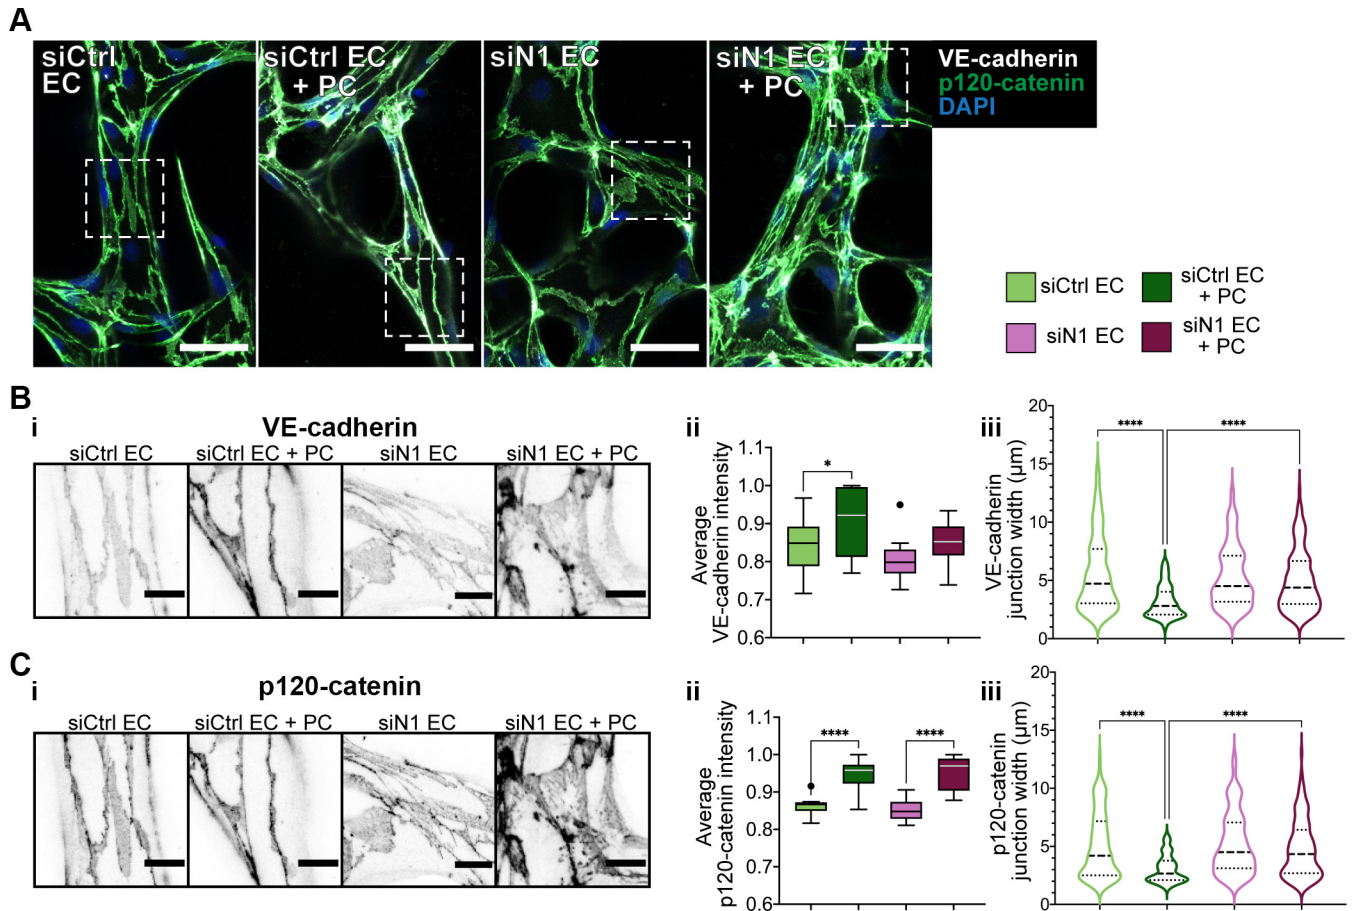 A
siCtrl
EC
siCtrl EC
+ PC
siN1 EC
siN1 EC
+ PC
VE-cadherin
p120-catenin
DAPI
siCtrl EC
siCtrl EC
+ PC
siN1 EC
siN1 EC
+ PC
B
i
VE-cadherin
siCtrl EC
siCtrl EC + PC
siN1 EC
siN1 EC + PC
ii
Average
VE-cadherin intensity
1.1
1.0
0.9
0.8
0.7
0.6
*
iii
VE-cadherin
junction width (μm)
20
15
10
5
0
****
****
C
i
p120-catenin
siCtrl EC
siCtrl EC + PC
siN1 EC
siN1 EC + PC
ii
Average
p120-catenin intensity
1.1
1.0
0.9
0.8
0.7
0.6
****
****
iii
p120-catenin
junction width (μm)
20
15
10
5
0
****
****